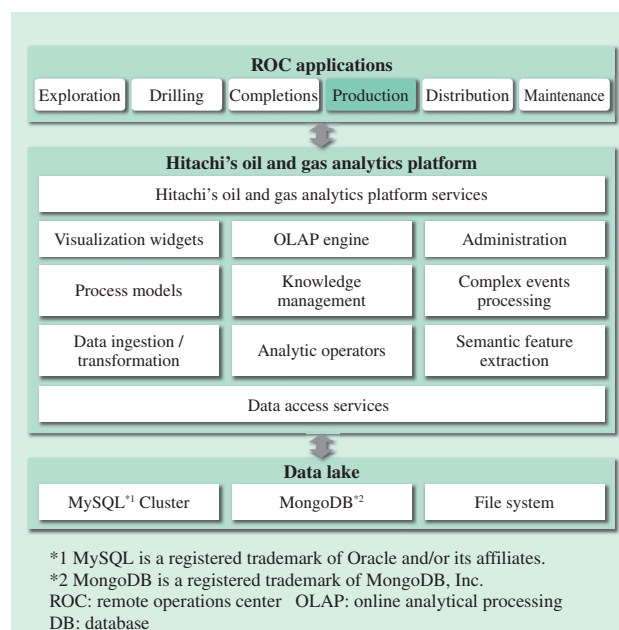 ROC applications
Exploration
Drilling
Completions
Production
Distribution
Maintenance
Hitachi's oil and gas analytics platform
Hitachi's oil and gas analytics platform services
Visualization widgets
OLAP engine
Administration
Process models
Knowledge
management
Complex events
processing
Data ingestion /
transformation
Analytic operators
Semantic feature
extraction
Data access services
Data lake
MySQL*1 Cluster
MongoDB*2
File system
*1 MySQL is a registered trademark of Oracle and/or its affiliates.
*2 MongoDB is a registered trademark of MongoDB, Inc.
ROC: remote operations center OLAP: online analytical processing
DB: database